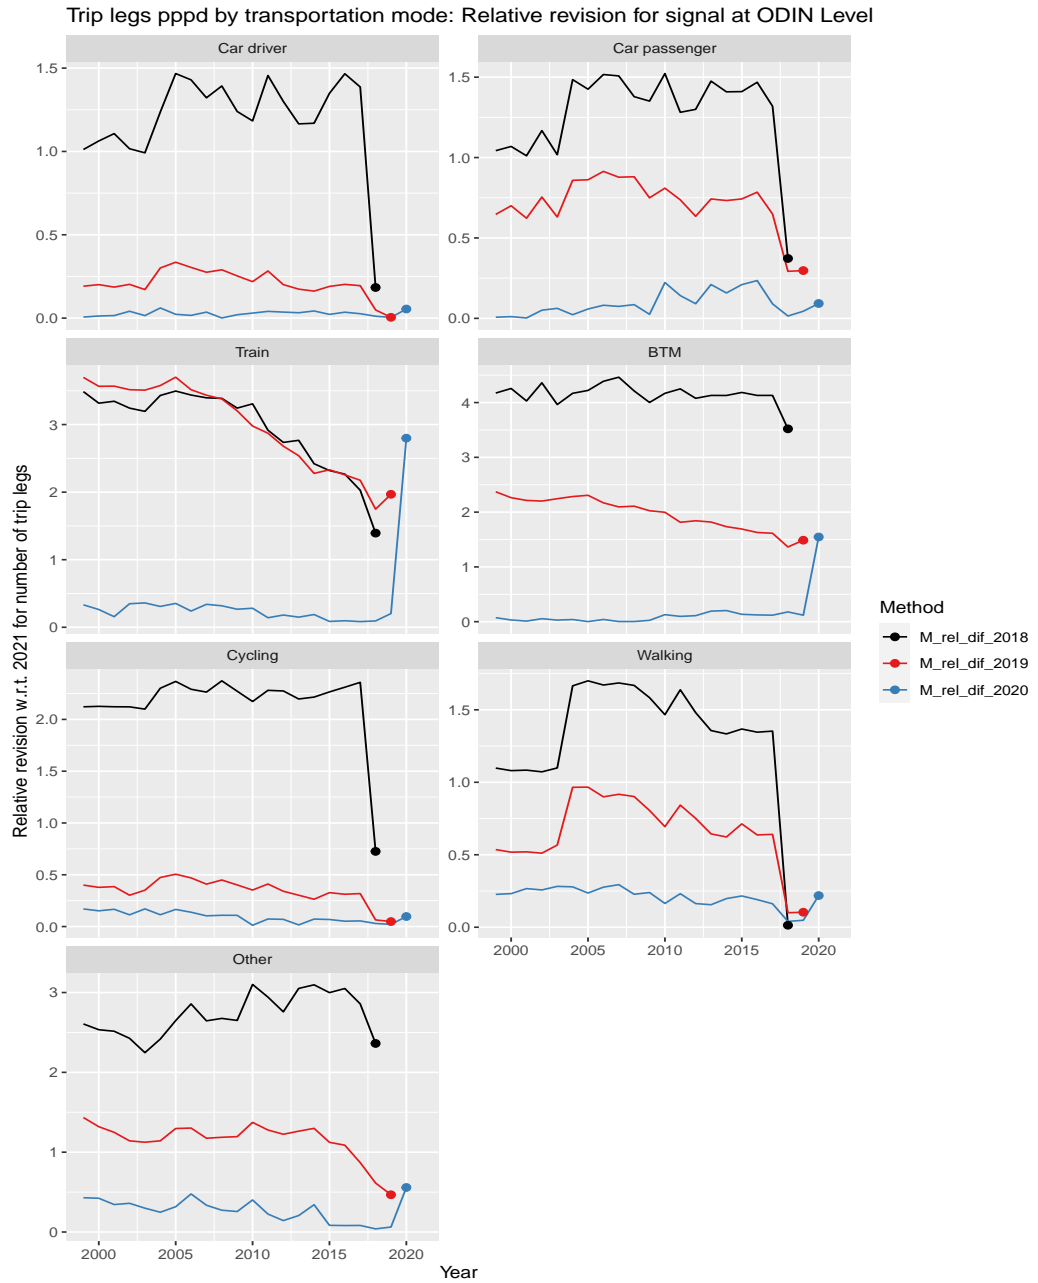 Trip legs pppd by transportation mode: Relative revision for signal at ODIN Level
Car driver
Car passenger
1.5
1.0
0.5
0.0
1.5
1.0
0.5
0.0
Train
BTM
3
2
1
0
4
3
2
1
0
Cycling
Walking
2.0
1.5
1.0
0.5
0.0
1.5
1.0
0.5
0.0
2000
2005
2010
2015
2020
Other
3
2
1
0
2000
2005
2010
2015
2020
Year
Relative revision w.r.t. 2021 for number of trip legs
Method
M_rel_dif_2018
M_rel_dif_2019
M_rel_dif_2020